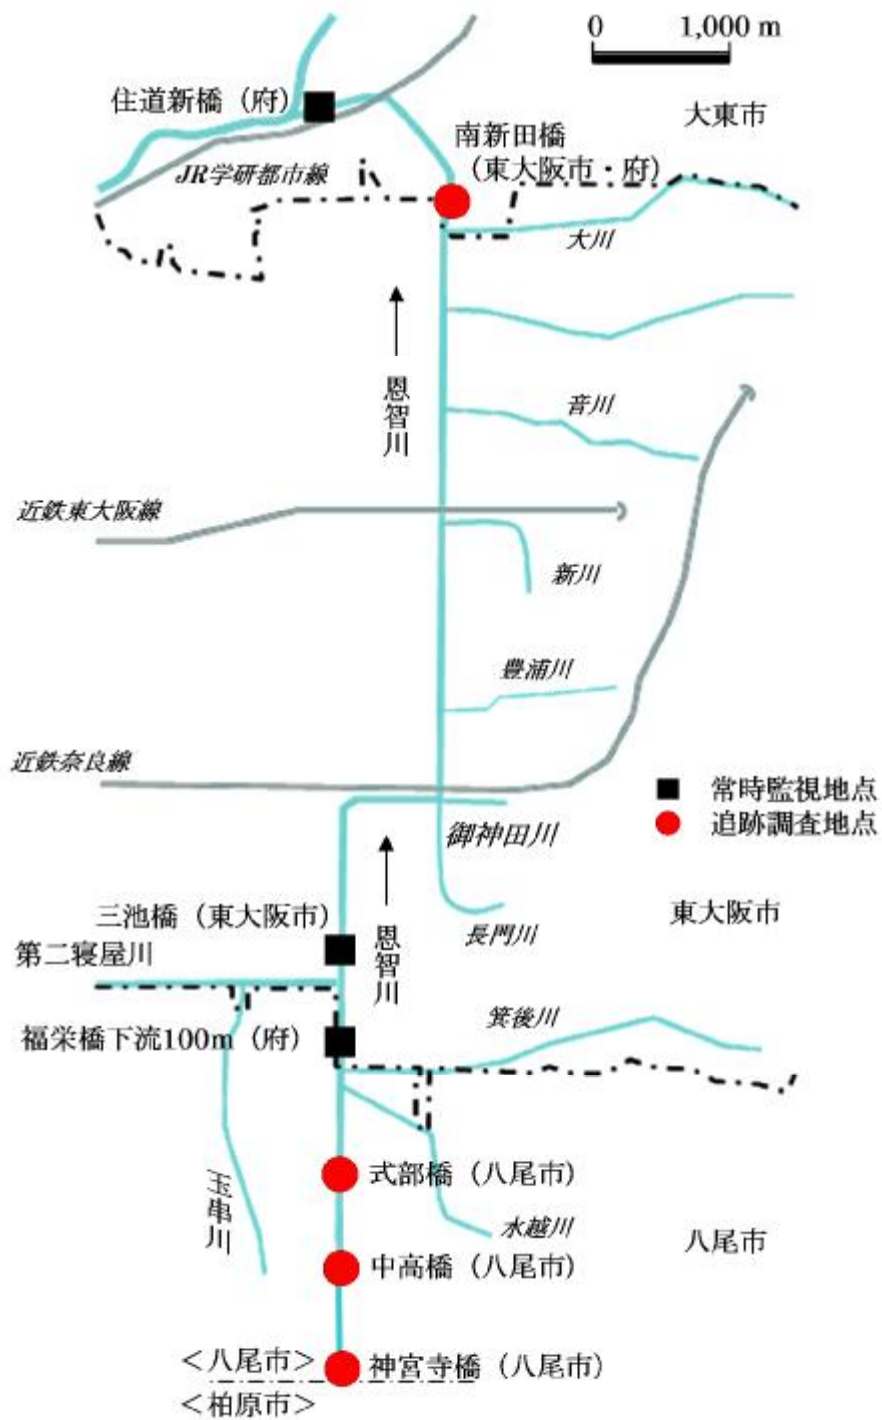 0 1,000 m
住道新橋（府）
大東市
南新田橋
（東大阪市・府）
JR学研都市線
大川
恩智川
音川
近鉄東大阪線
新川
豊浦川
近鉄奈良線
常時監視地点
御神田川
追跡調査地点
三池橋（東大阪市）
東大阪市
恩智川
長門川
第二寝屋川
箕後川
福栄橋下流100m（府）
式部橋（八尾市）
玉串川
水越川
八尾市
中高橋（八尾市）
＜八尾市＞
神宮寺橋（八尾市）
＜柏原市＞